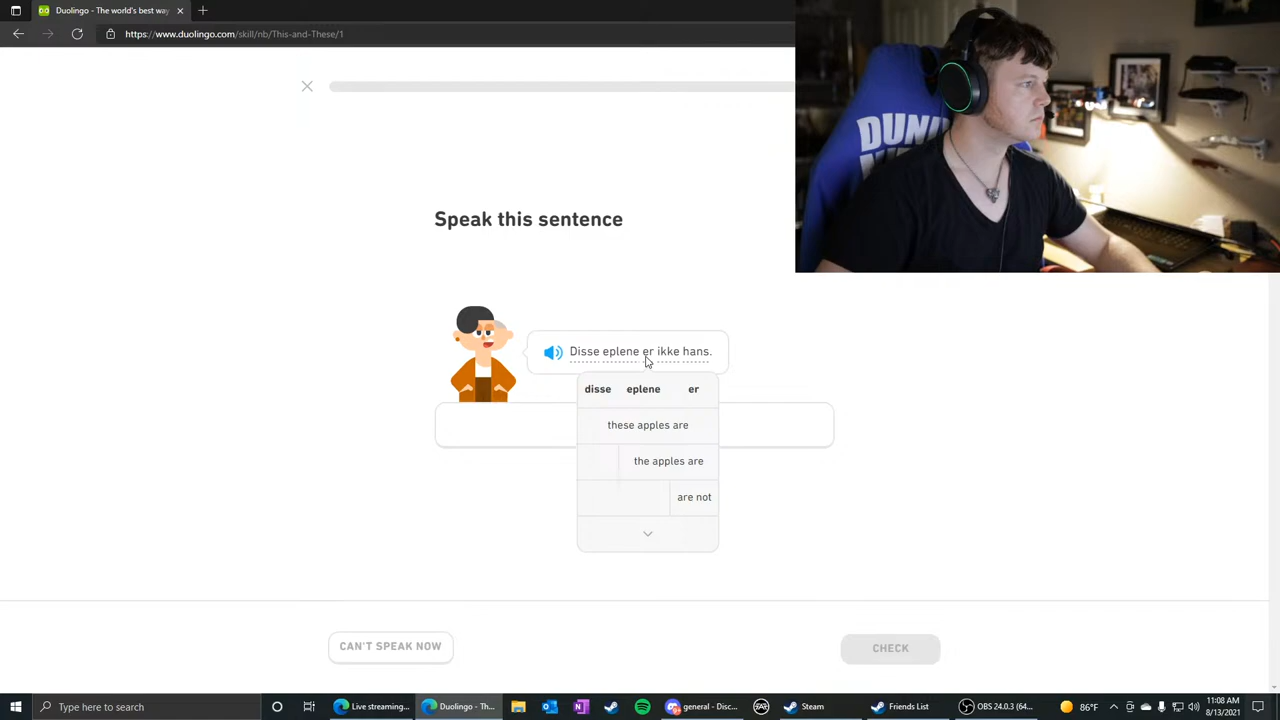 Duolingo - The world's best way
https://www.duolingo.com/skill/nb/This-and-These/1
Speak this sentence
Disse eplene er ikke hans.
disse eplene er
these apples are
the apples are
are not
CAN'T SPEAK NOW
CHECK
Type here to search
Live streaming...
Duolingo - Th...
general - Disc...
Steam
Friends List
OBS 24.0.3 (64...
86°F
11:08 AM
8/13/2021